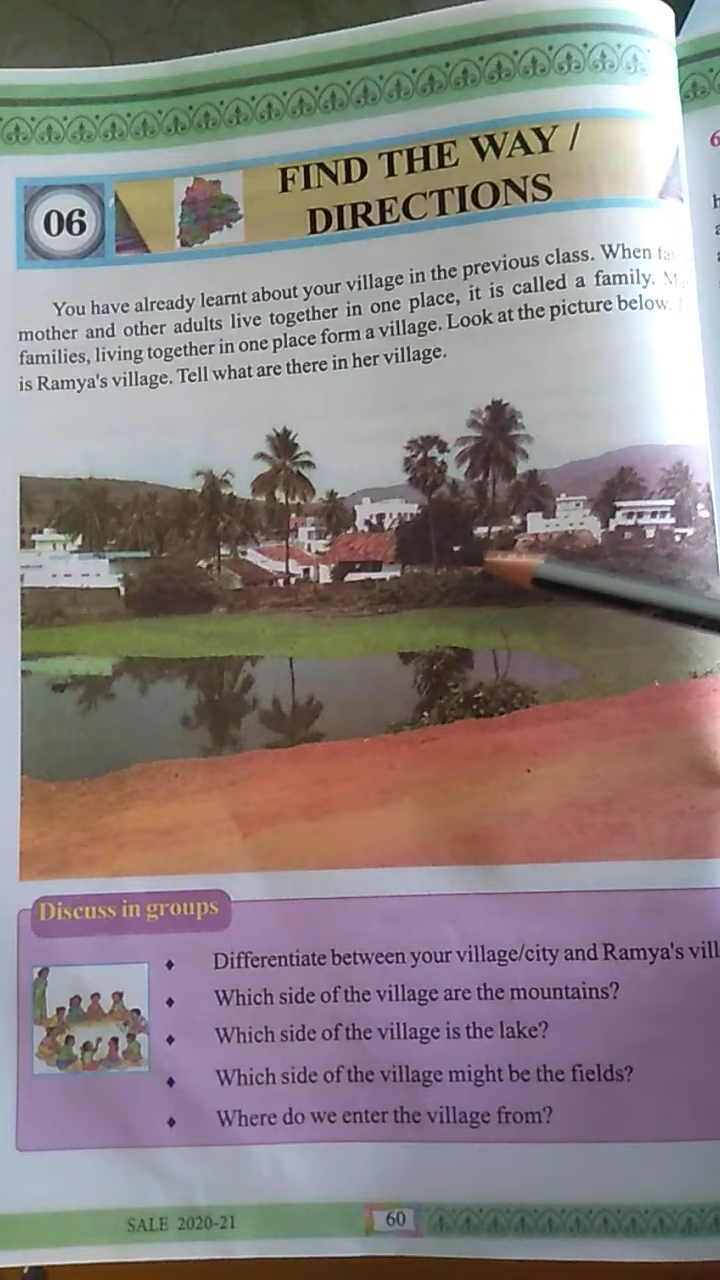 06
FIND THE WAY /
DIRECTIONS
You have already learnt about your village in the previous class. When
mother and other adults live together in one place, it is called a family.
families, living together in one place form a village. Look at the picture below.
is Ramya's village. Tell what are there in her village.
Discuss in groups
♦ Differentiate between your village/city and Ramya's vill
♦ Which side of the village are the mountains?
♦ Which side of the village is the lake?
♦ Which side of the village might be the fields?
♦ Where do we enter the village from?
SALE 2020-21
60